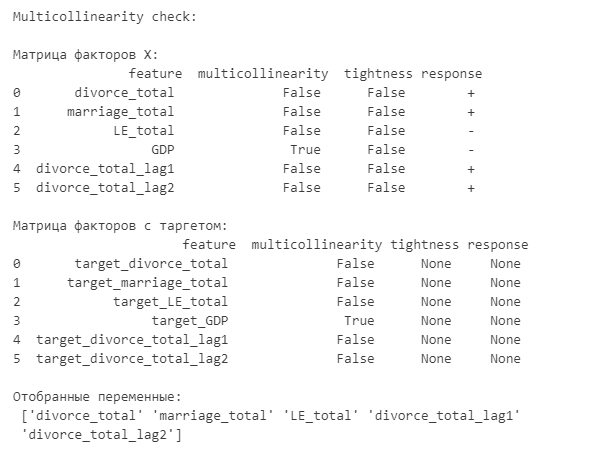 Multicollinearity check:
Матрица факторов X:
feature multicollinearity tightness response
0 divorce_total False False +
1 marriage_total False False +
2 LE_total False False -
3 GDP True False -
4 divorce_total_lag1 False False +
5 divorce_total_lag2 False False +
Матрица факторов с таргетом:
feature multicollinearity tightness response
0 target_divorce_total False None None
1 target_marriage_total False None None
2 target_LE_total False None None
3 target_GDP True None None
4 target_divorce_total_lag1 False None None
5 target_divorce_total_lag2 False None None
Отобранные переменные:
['divorce_total' 'marriage_total' 'LE_total' 'divorce_total_lag1'
'divorce_total_lag2']